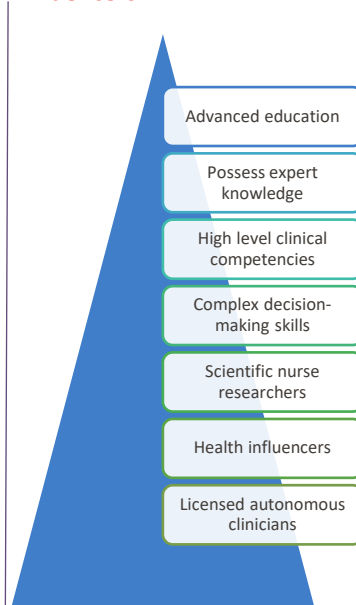 Advanced education
Possess expert
knowledge
High level clinical
competencies
Complex decision-
making skills
Scientific nurse
researchers
Health influencers
Licensed autonomous
clinicians